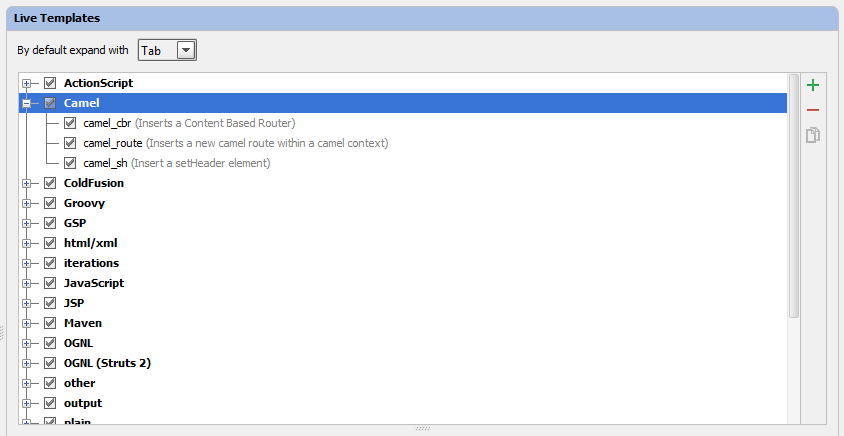 Live Templates
By default expand with Tab
ActionScript
Camel
camel_cbr (Inserts a Content Based Router)
camel_route (Inserts a new camel route within a camel context)
camel_sh (Insert a setHeader element)
ColdFusion
Groovy
GSP
html/xml
iterations
JavaScript
JSP
Maven
OGNL
OGNL (Struts 2)
other
output
plain